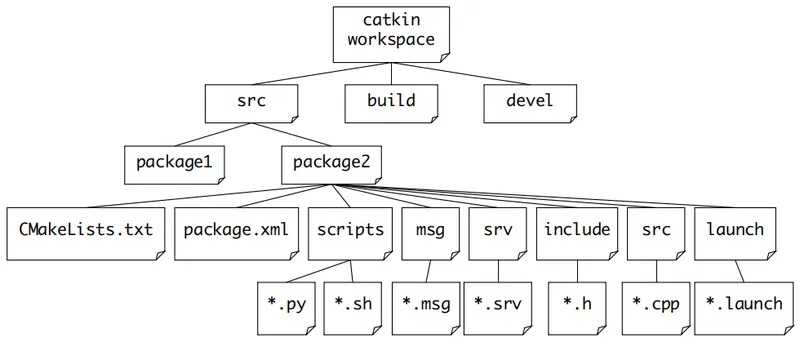 catkin
workspace
src
build
devel
package1
package2
CMakeLists.txt
package.xml
scripts
msg
srv
include
src
launch
*.py
*.sh
*.msg
*.srv
*.h
*.cpp
*.launch